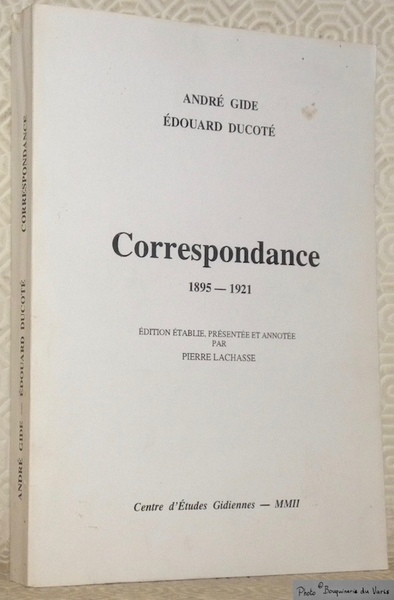 ANDRÉ GIDE
ÉDOUARD DUCOTÉ
Correspondance
1895 — 1921
ÉDITION ÉTABLIE, PRÉSENTÉE ET ANNOTÉE
PAR
PIERRE LACHASSE
Centre d'Études Gidiennes — MMII
ANDRÉ GIDE — ÉDOUARD DUCOTÉ CORRESPONDANCE
Photo © Bouquinerie du Varis